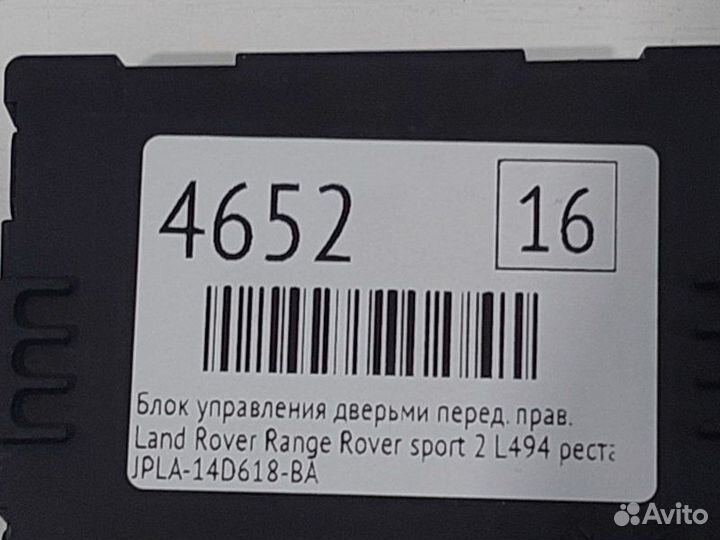 4652
16
Блок управления дверьми перед. прав.
Land Rover Range Rover sport 2 L494 реста
JPLA-14D618-BA
Avito